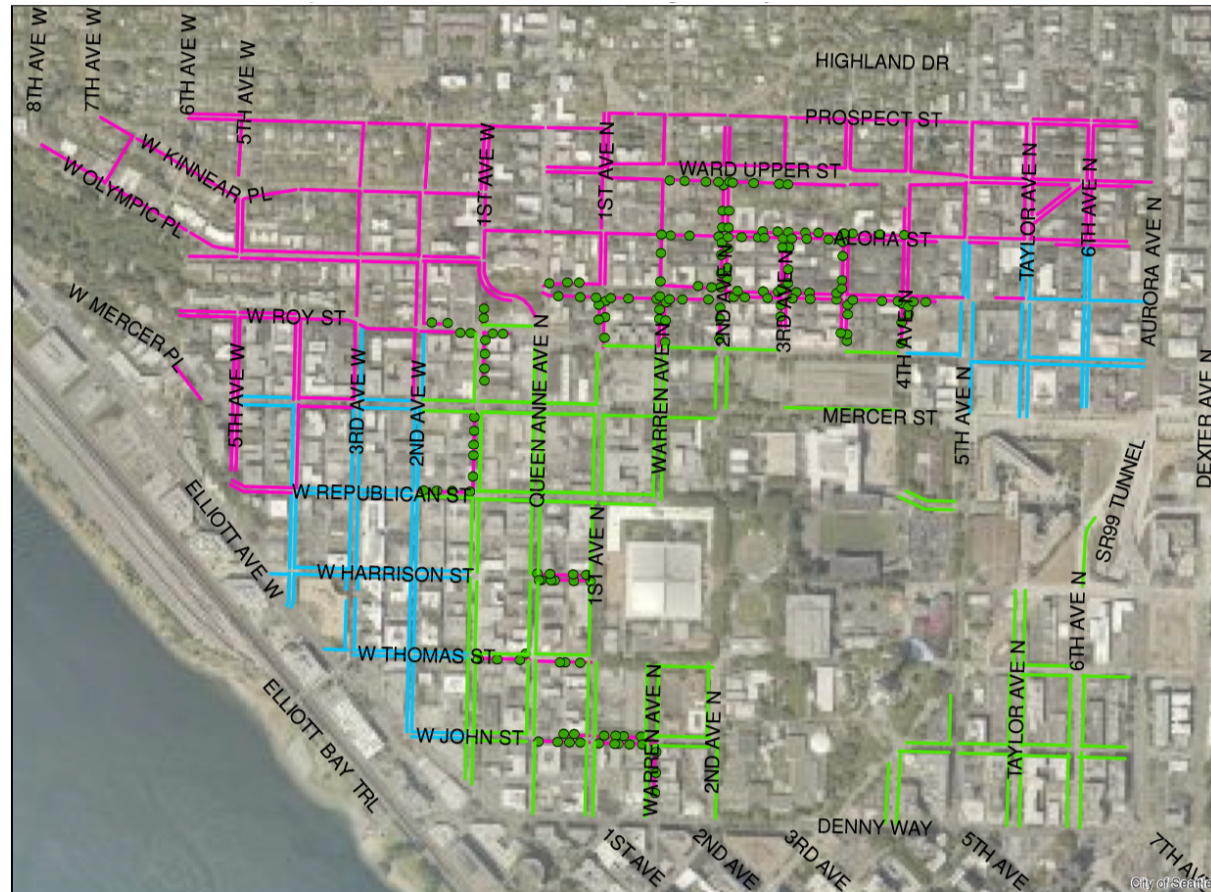 HIGHLAND DR
8TH AVE W
7TH AVE W
6TH AVE W
5TH AVE W
PROSPECT ST
W KINNEAR PL
W OLYMPIC PL
1ST AVE W
1ST AVE N
WARD UPPER ST
TAYLOR AVE N
6TH AVE N
ALOHA ST
AURORA AVE N
W MERCER PL
W ROY ST
2ND AVE N
3RD AVE N
4TH AVE N
5TH AVE W
3RD AVE W
2ND AVE W
QUEEN ANNE AVE N
WARREN AVE N
MERCER ST
5TH AVE N
DEXTER AVE N
W REPUBLICAN ST
ELLIOTT AVE W
SR99 TUNNEL
W HARRISON ST
1ST AVE N
6TH AVE N
W THOMAS ST
ELLIOTT BAY TRL
W JOHN ST
WARREN AVE N
2ND AVE N
TAYLOR AVE N
DENNY WAY
1ST AVE
2ND AVE
3RD AVE
5TH AVE
7TH AV
City of Seattle